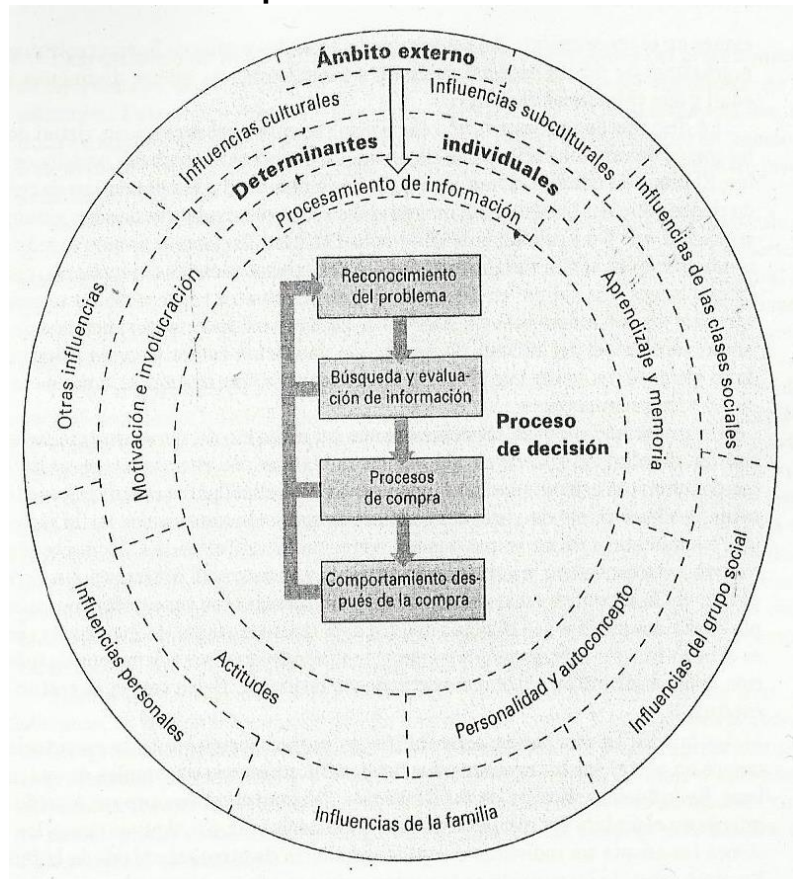 Ámbito externo
Influencias culturales
Influencias subculturales
Determinantes individuales
Procesamiento de información
Influencias de las clases sociales
Otras influencias
Motivación e involucración
Aprendizaje y memoria
Reconocimiento
del problema
Búsqueda y evalua-
ción de información
Proceso
de decisión
Procesos
de compra
Comportamiento des-
pués de la compra
Actitudes
Personalidad y autoconcepto
Influencias del grupo social
Influencias personales
Influencias de la familia